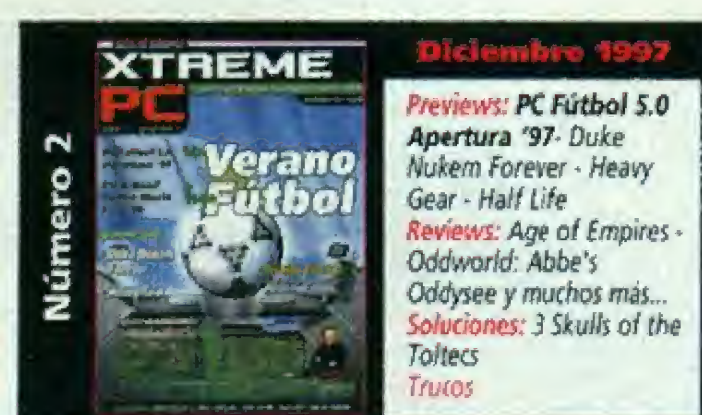 Número 2
XTREME
PC
Verano
Fútbol
Diciembre 1997
Previews: PC Fútbol 5.0
Apertura '97- Duke
Nukem Forever - Heavy
Gear - Half Life
Reviews: Age of Empires -
Oddworld: Abbe's
Oddysee y muchos más...
Soluciones: 3 Skulls of the
Toltecs
Trucos